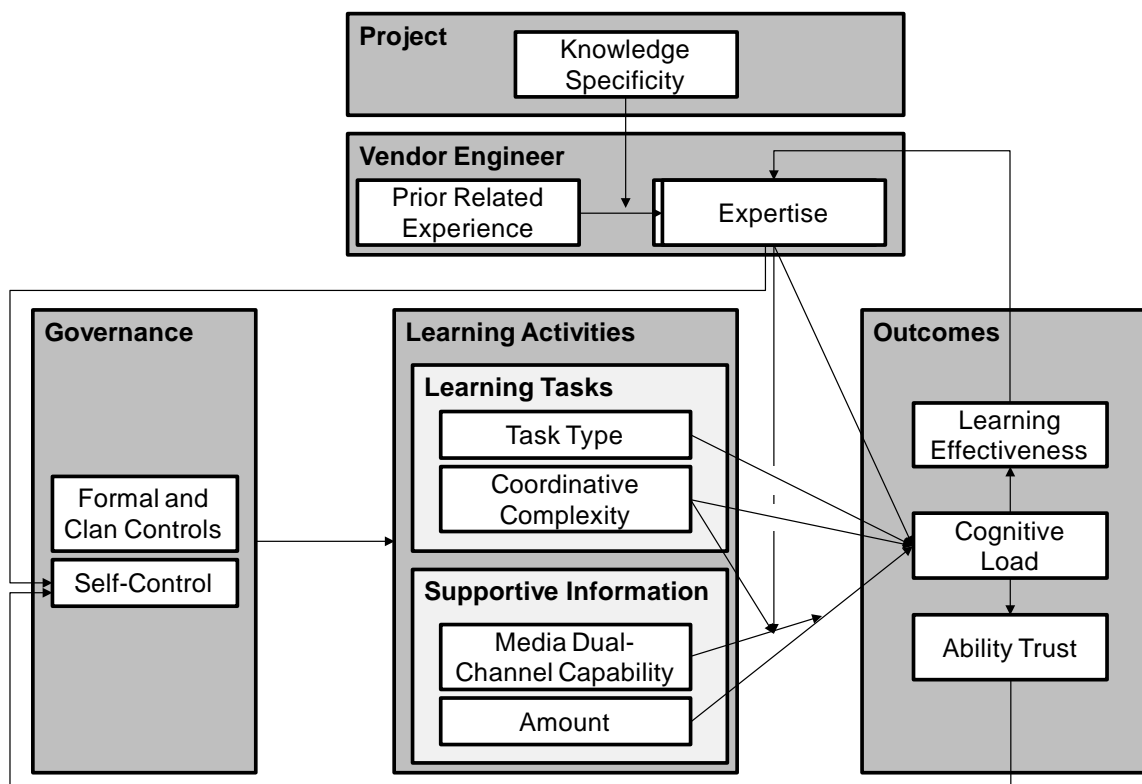 Project
Knowledge
Specificity
Vendor Engineer
Prior Related
Experience
Expertise
Governance
Formal and
Clan Controls
Self-Control
Learning Activities
Learning Tasks
Task Type
Coordinative
Complexity
Supportive Information
Media Dual-
Channel Capability
Amount
Outcomes
Learning
Effectiveness
Cognitive
Load
Ability Trust